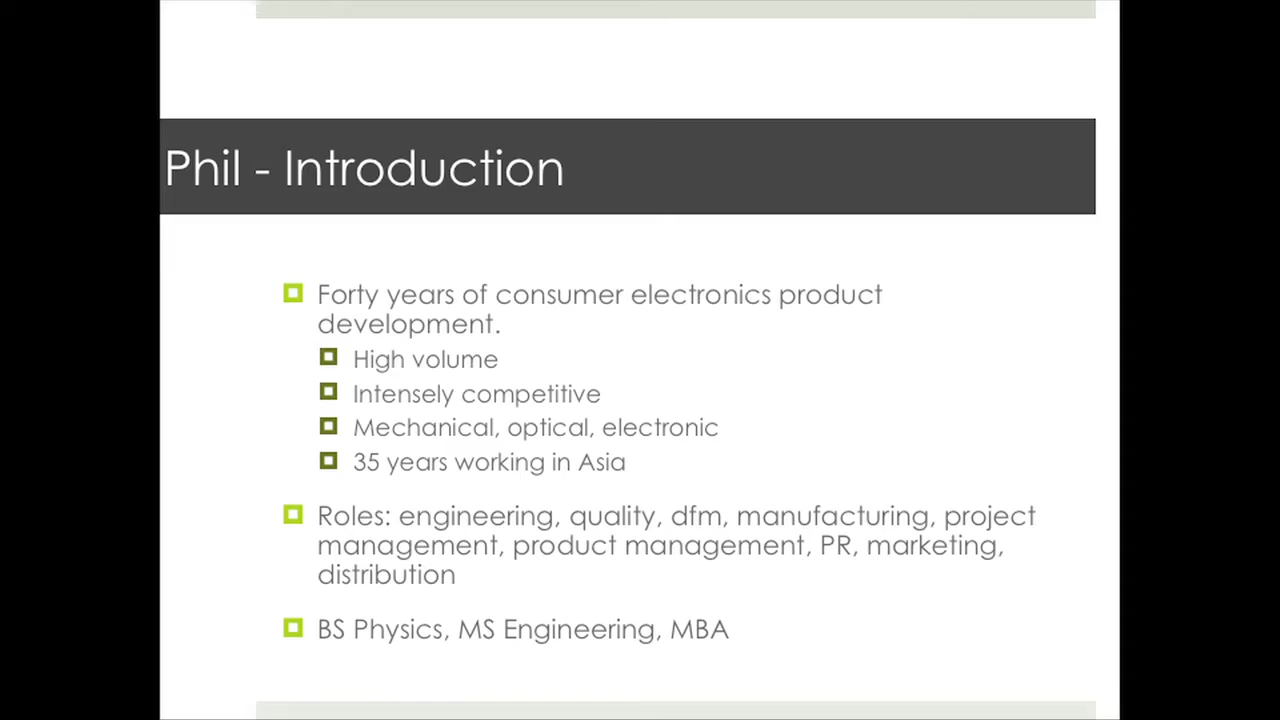 Phil - Introduction
Forty years of consumer electronics product
development.
High volume
Intensely competitive
Mechanical, optical, electronic
35 years working in Asia
Roles: engineering, quality, dfm, manufacturing, project
management, product management, PR, marketing,
distribution
BS Physics, MS Engineering, MBA